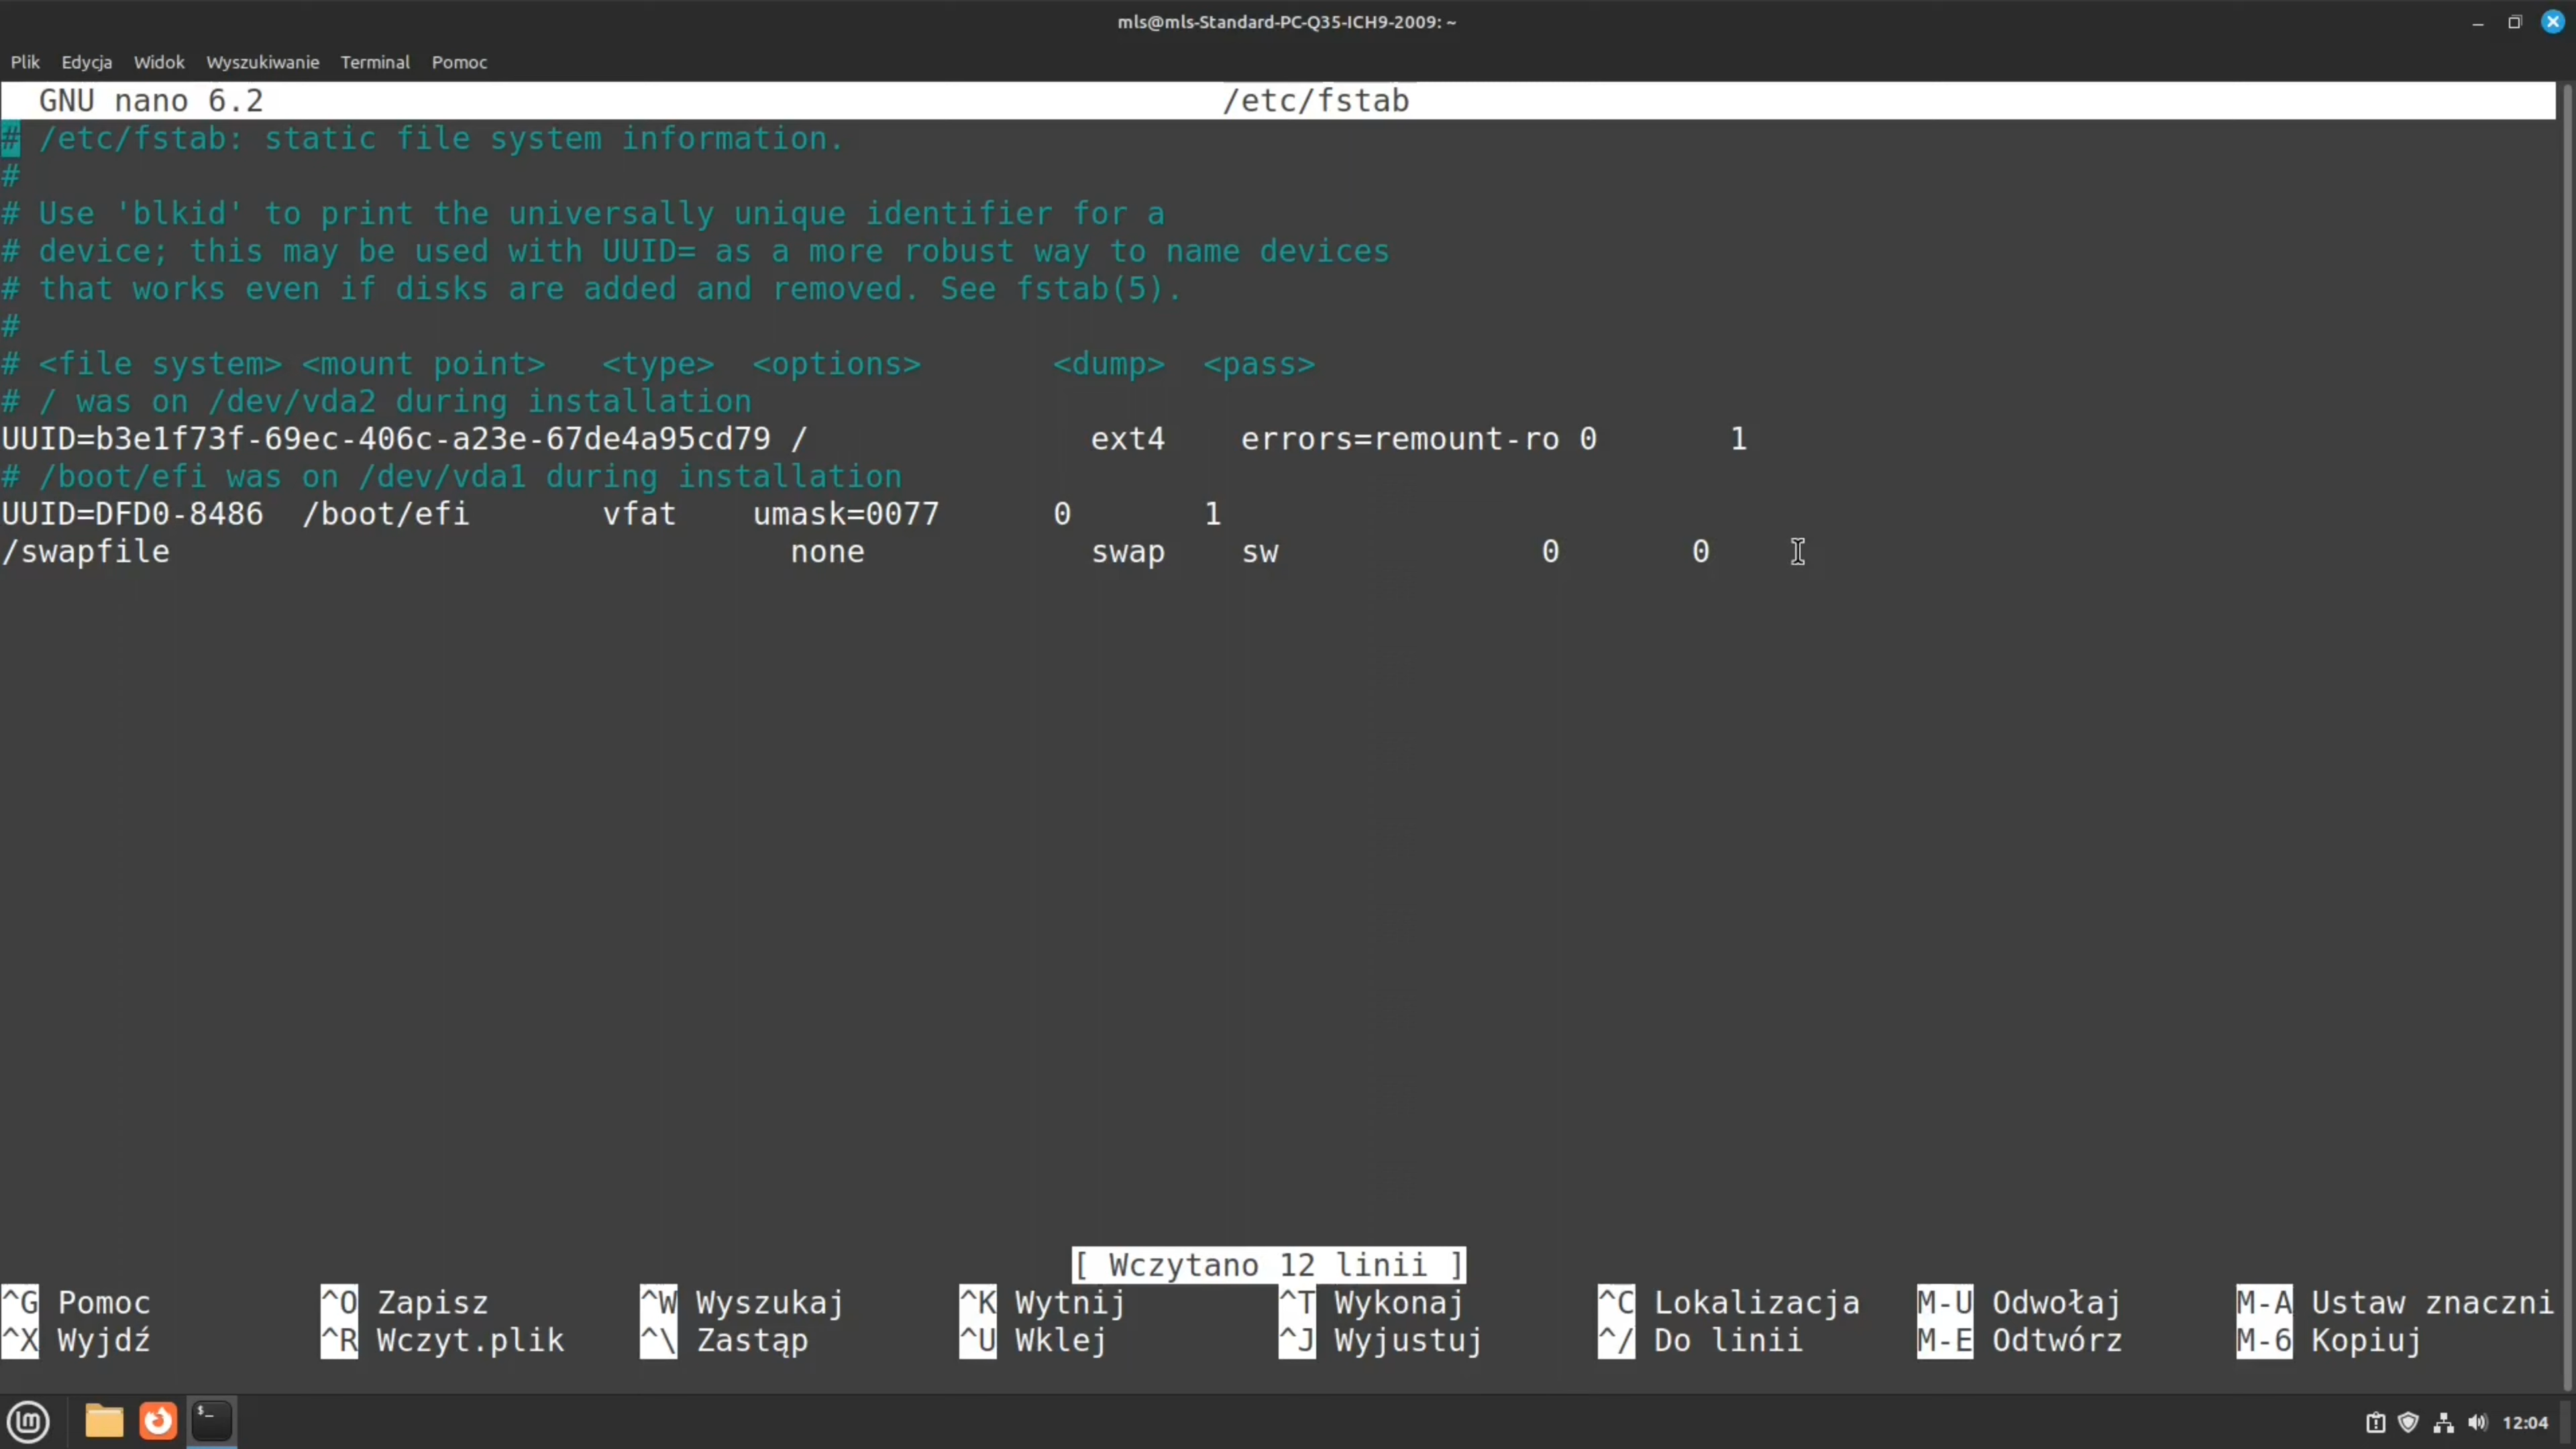 mls@mls-Standard-PC-Q35-ICH9-2009: ~
Plik Edycja Widok Wyszukiwanie Terminal Pomoc
GNU nano 6.2 /etc/fstab
# /etc/fstab: static file system information.
#
# Use 'blkid' to print the universally unique identifier for a
# device; this may be used with UUID= as a more robust way to name devices
# that works even if disks are added and removed. See fstab(5).
#
# <file system> <mount point>   <type>  <options>       <dump>  <pass>
# / was on /dev/vda2 during installation
UUID=b3e1f73f-69ec-406c-a23e-67de4a95cd79 /               ext4    errors=remount-ro 0       1
# /boot/efi was on /dev/vda1 during installation
UUID=DFD0-8486  /boot/efi       vfat    umask=0077      0       1
/swapfile                                 none            swap    sw              0       0
[ Wczytano 12 linii ]
^G Pomoc ^O Zapisz ^W Wyszukaj ^K Wytnij ^T Wykonaj ^C Lokalizacja M-U Odwołaj M-A Ustaw znaczni
^X Wyjdź ^R Wczyt.plik ^\ Zastąp ^U Wklej ^J Wyjustuj ^/ Do linii M-E Odtwórz M-6 Kopiuj
$_
12:04